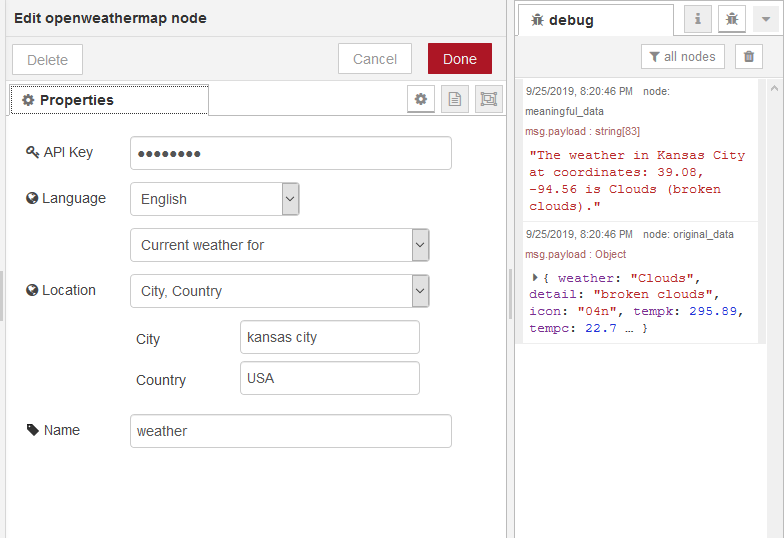 Edit openweathermap node
Delete
Cancel
Done
Properties
API Key
●●●●●●●●
Language
English
Current weather for
Location
City, Country
City
kansas city
Country
USA
Name
weather
debug
i
all nodes
9/25/2019, 8:20:46 PM node:
meaningful_data
msg.payload : string[83]
"The weather in Kansas City
at coordinates: 39.08,
-94.56 is Clouds (broken
clouds)."
9/25/2019, 8:20:46 PM node: original_data
msg.payload : Object
{ weather: "Clouds",
detail: "broken clouds",
icon: "04n", tempk: 295.89,
tempc: 22.7 … }